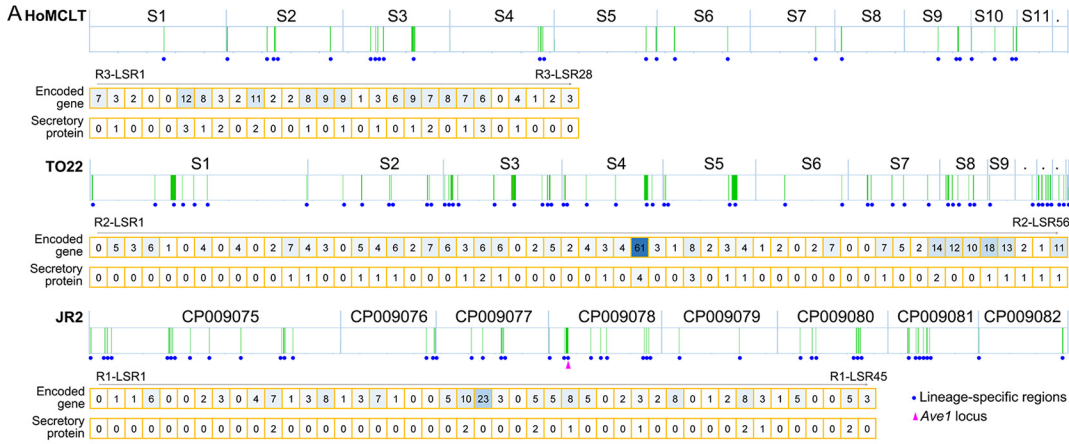 A HoMCLT S1 S2 S3 S4 S5 S6 S7 S8 S9 S10 S11 .
R3-LSR1 R3-LSR28
Encoded gene 7 3 2 0 0 12 8 3 2 11 2 2 8 9 9 1 3 6 9 7 8 7 6 0 4 1 2 3
Secretory protein 0 1 0 0 0 3 1 2 0 2 0 0 1 0 1 0 1 0 1 2 0 1 3 0 1 0 0 0
TO22 S1 S2 S3 S4 S5 S6 S7 S8 S9 . . .
R2-LSR1 R2-LSR56
Encoded gene 0 5 3 6 1 0 4 0 4 0 2 7 4 3 0 5 4 6 2 7 6 3 6 6 0 2 5 2 4 3 4 61 3 1 8 2 3 4 1 2 0 2 7 0 0 7 5 2 14 12 10 18 13 2 1 11
Secretory protein 0 0 0 0 0 0 0 0 0 0 0 1 0 0 0 1 1 1 0 0 0 1 2 1 0 0 0 1 0 0 0 4 0 0 1 0 1 1 0 0 0 0 1 0 0 1 1 0 2 0 0 1 1 1 1 1
JR2 CP009075 CP009076 CP009077 CP009078 CP009079 CP009080 CP009081 CP009082
R1-LSR1 R1-LSR45
Encoded gene 0 1 1 6 0 0 2 3 0 4 7 1 3 8 1 3 7 1 0 0 5 10 23 3 0 5 5 8 5 0 2 3 2 8 0 1 2 8 3 1 5 0 0 5 3
Secretory protein 0 0 0 0 0 0 0 0 0 0 2 0 0 0 0 0 1 0 0 0 0 2 0 0 0 2 0 1 0 0 0 0 0 0 1 0 0 2 0 1 0 0 0 0 0
Lineage-specific regions
Ave1 locus